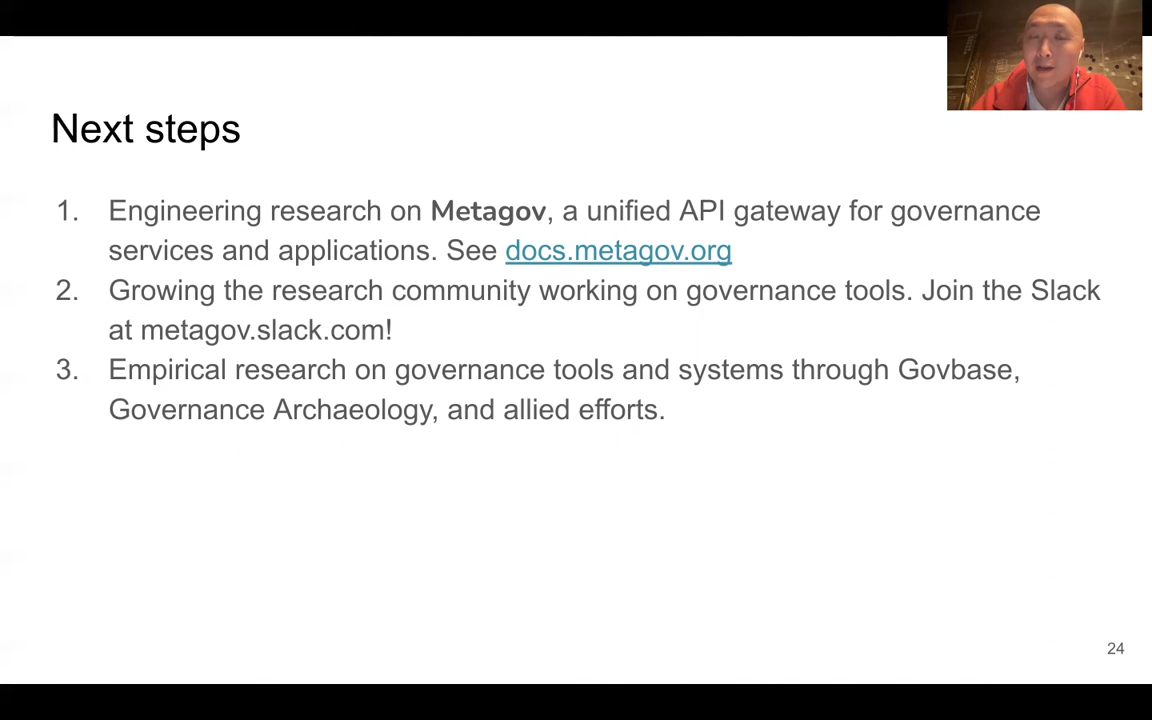 Next steps
1. Engineering research on Metagov, a unified API gateway for governance
services and applications. See docs.metagov.org
2. Growing the research community working on governance tools. Join the Slack
at metagov.slack.com!
3. Empirical research on governance tools and systems through Govbase,
Governance Archaeology, and allied efforts.
24